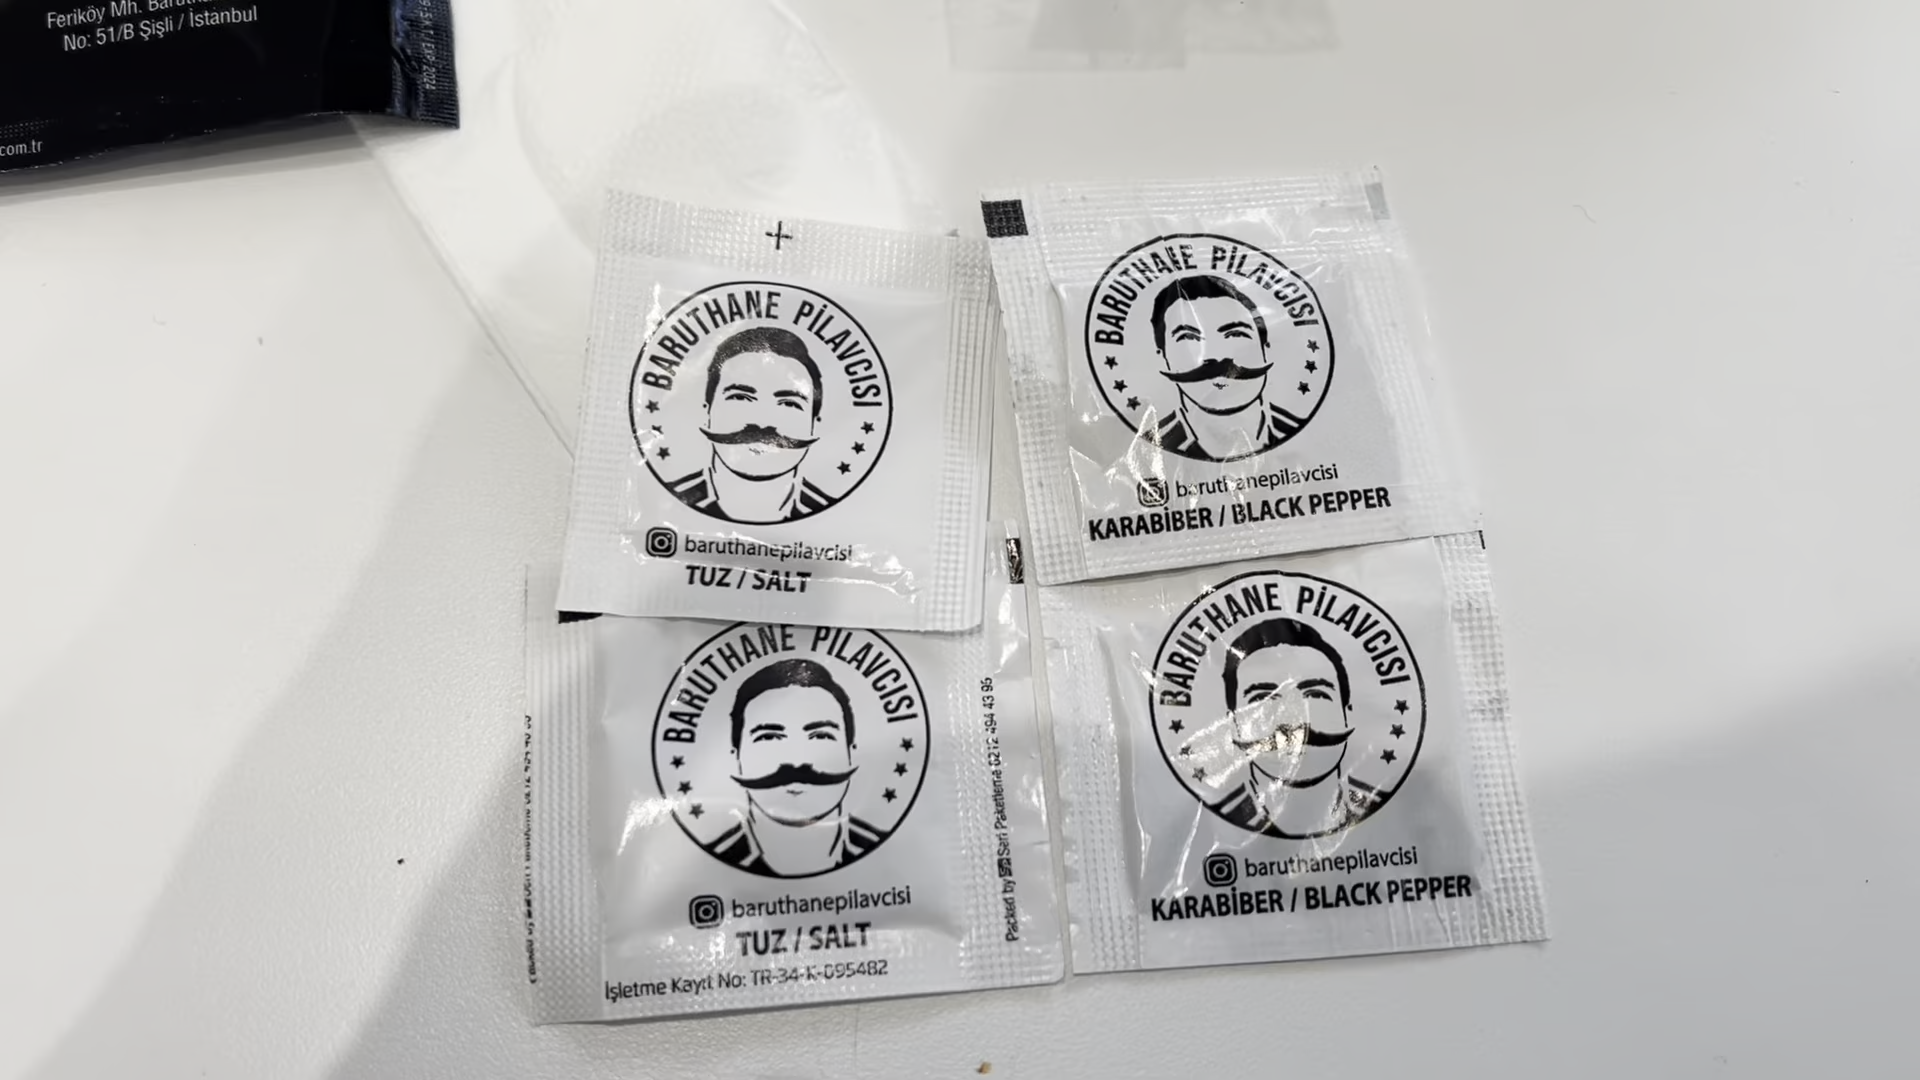 Feriköy Mh.
No: 51/B Şişli / İstanbul
com.tr
EXP 2024
BARUTHANE PİLAVCISI
baruthanepilavcisi
TUZ / SALT
BARUTHANE PİLAVCISI
baruthanepilavcisi
KARABİBER / BLACK PEPPER
BARUTHANE PİLAVCISI
baruthanepilavcisi
TUZ / SALT
İşletme Kayıt No: TR-34-K-095482
Packed by Seri Paketleme 0212 494 43 95
BARUTHANE PİLAVCISI
baruthanepilavcisi
KARABİBER / BLACK PEPPER